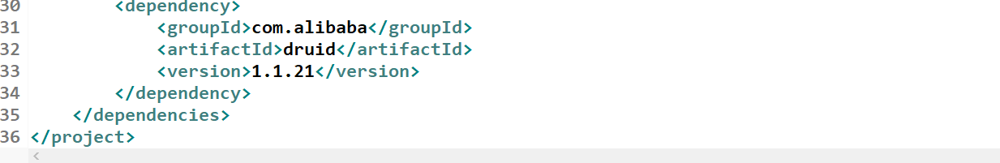 30         <dependency>
31             <groupId>com.alibaba</groupId>
32             <artifactId>druid</artifactId>
33             <version>1.1.21</version>
34         </dependency>
35     </dependencies>
36 </project>